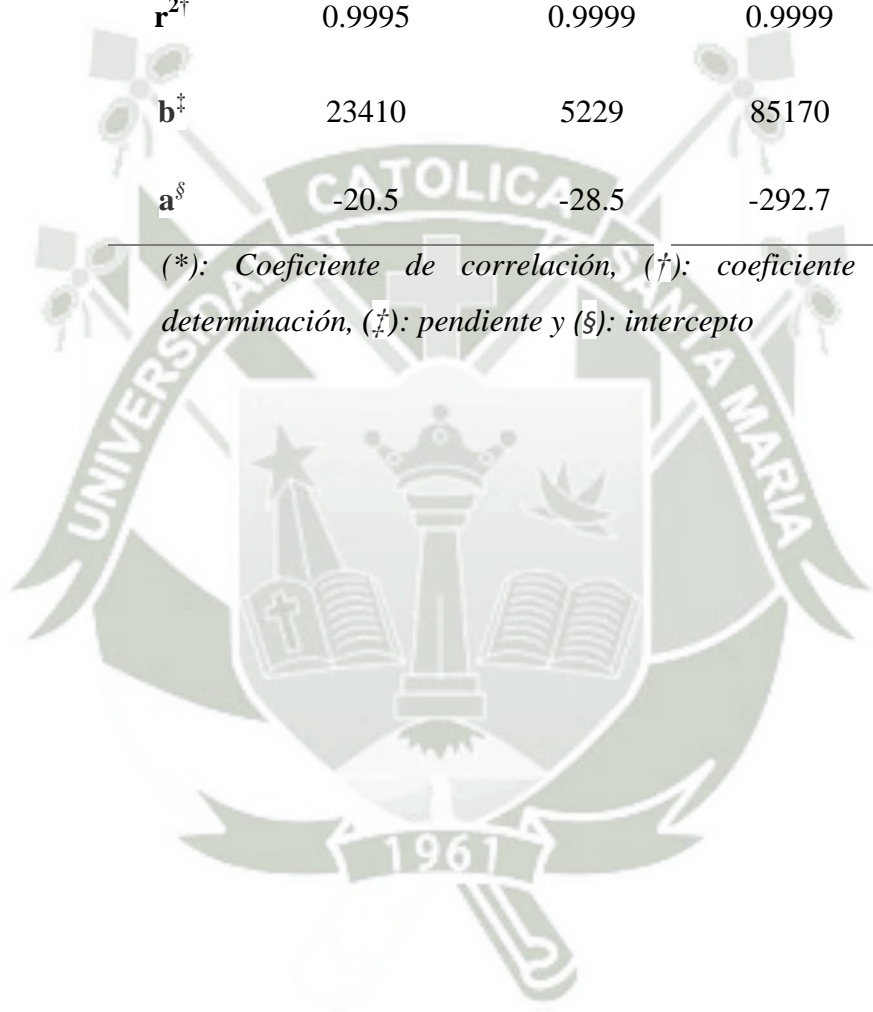 r²† 0.9995 0.9999 0.9999
b‡ 23410 5229 85170
a§ -20.5 -28.5 -292.7
(*): Coeficiente de correlación, (†): coeficiente
determinación, (‡): pendiente y (§): intercepto
UNIVERSIDAD CATOLICA SANTA MARIA
1961